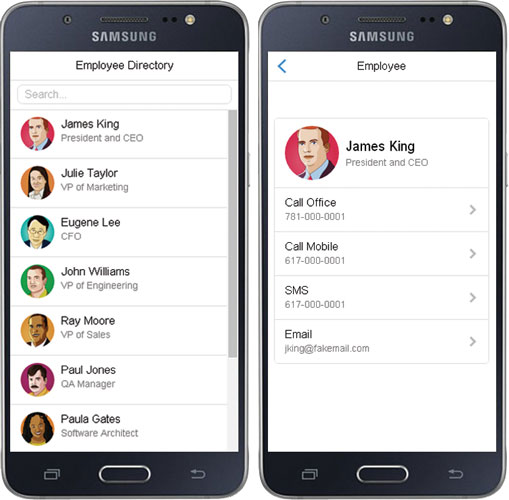 SAMSUNG
Employee Directory
Search...
James King
President and CEO
Julie Taylor
VP of Marketing
Eugene Lee
CFO
John Williams
VP of Engineering
Ray Moore
VP of Sales
Paul Jones
QA Manager
Paula Gates
Software Architect
SAMSUNG
Employee
James King
President and CEO
Call Office
781-000-0001
Call Mobile
617-000-0001
SMS
617-000-0001
Email
jking@fakemail.com